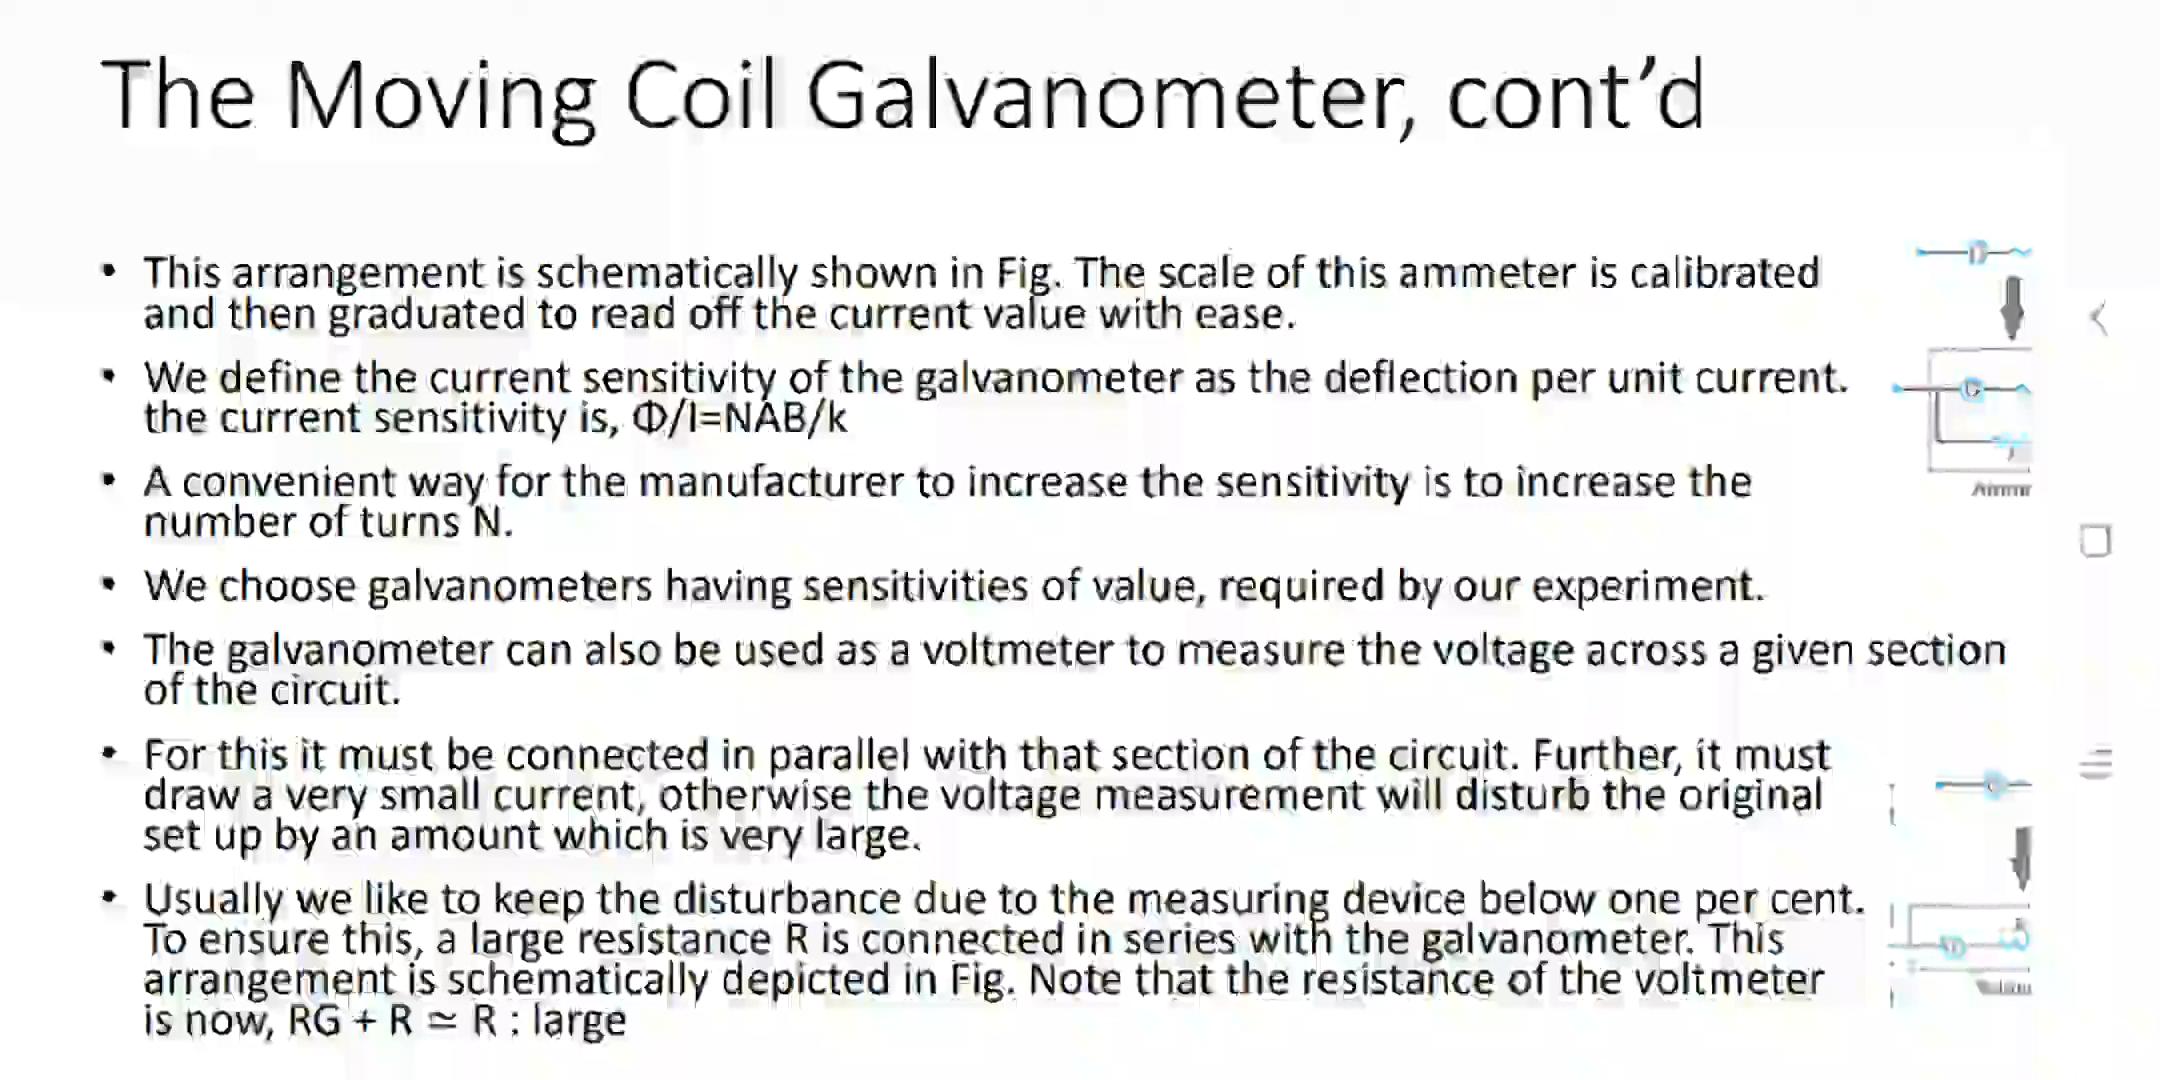 The Moving Coil Galvanometer, cont’d
• This arrangement is schematically shown in Fig. The scale of this ammeter is calibrated
and then graduated to read off the current value with ease.
• We define the current sensitivity of the galvanometer as the deflection per unit current.
the current sensitivity is, Φ/I=NAB/k
• A convenient way for the manufacturer to increase the sensitivity is to increase the
number of turns N.
• We choose galvanometers having sensitivities of value, required by our experiment.
• The galvanometer can also be used as a voltmeter to measure the voltage across a given section
of the circuit.
• For this it must be connected in parallel with that section of the circuit. Further, it must
draw a very small current, otherwise the voltage measurement will disturb the original
set up by an amount which is very large.
• Usually we like to keep the disturbance due to the measuring device below one per cent.
To ensure this, a large resistance R is connected in series with the galvanometer. This
arrangement is schematically depicted in Fig. Note that the resistance of the voltmeter
is now, RG + R ≃ R : large